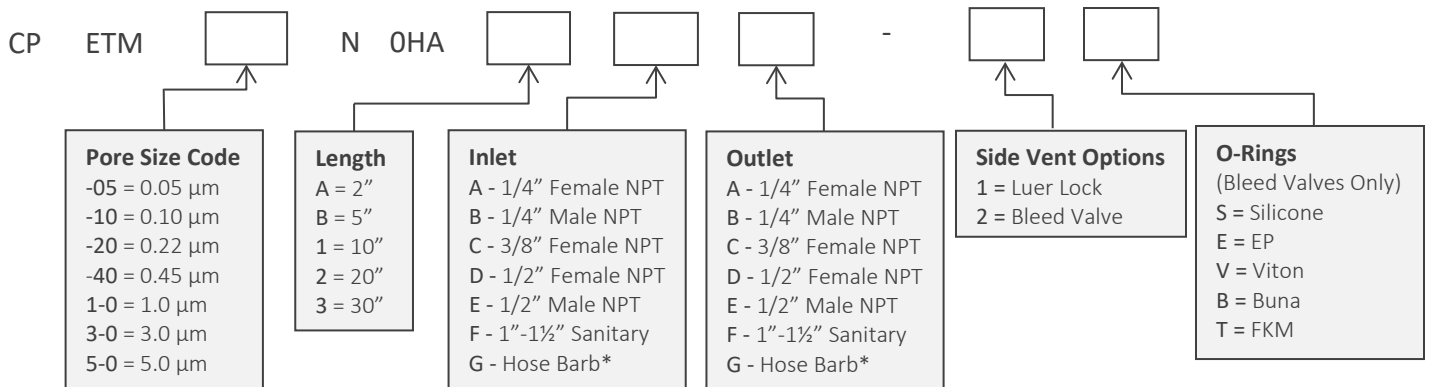 CP ETM N 0HA -
Pore Size Code
-05 = 0.05 µm
-10 = 0.10 µm
-20 = 0.22 µm
-40 = 0.45 µm
1-0 = 1.0 µm
3-0 = 3.0 µm
5-0 = 5.0 µm
Length
A = 2”
B = 5”
1 = 10”
2 = 20”
3 = 30”
Inlet
A - 1/4” Female NPT
B - 1/4” Male NPT
C - 3/8” Female NPT
D - 1/2” Female NPT
E - 1/2” Male NPT
F - 1”-1½” Sanitary
G - Hose Barb*
Outlet
A - 1/4” Female NPT
B - 1/4” Male NPT
C - 3/8” Female NPT
D - 1/2” Female NPT
E - 1/2” Male NPT
F - 1”-1½” Sanitary
G - Hose Barb*
Side Vent Options
1 = Luer Lock
2 = Bleed Valve
O-Rings
(Bleed Valves Only)
S = Silicone
E = EP
V = Viton
B = Buna
T = FKM